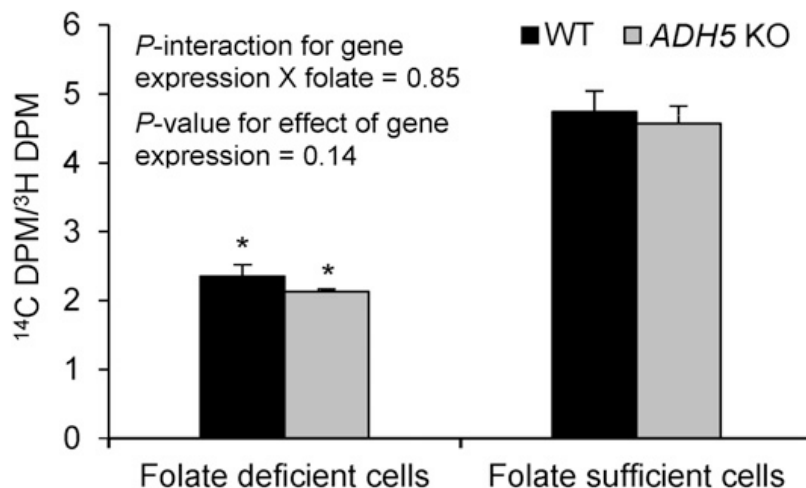 6
5
4
3
2
1
0
¹⁴C DPM/³H DPM
P-interaction for gene
expression X folate = 0.85
P-value for effect of gene
expression = 0.14
WT
ADH5 KO
*
*
Folate deficient cells
Folate sufficient cells